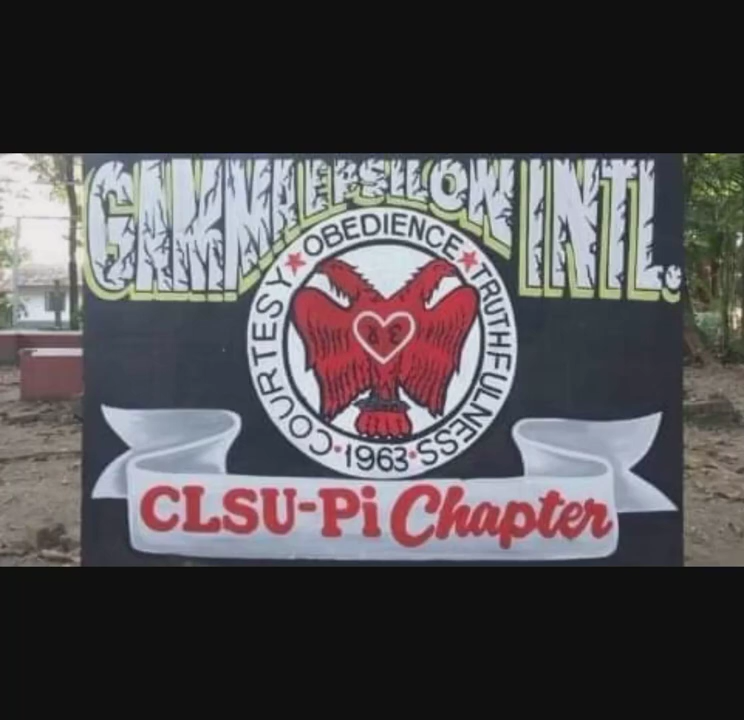 GAMMA EPSILON INTL.
COURTESY ★ OBEDIENCE ★ TRUTHFULNESS
γ ε
• 1963 •
CLSU-Pi Chapter